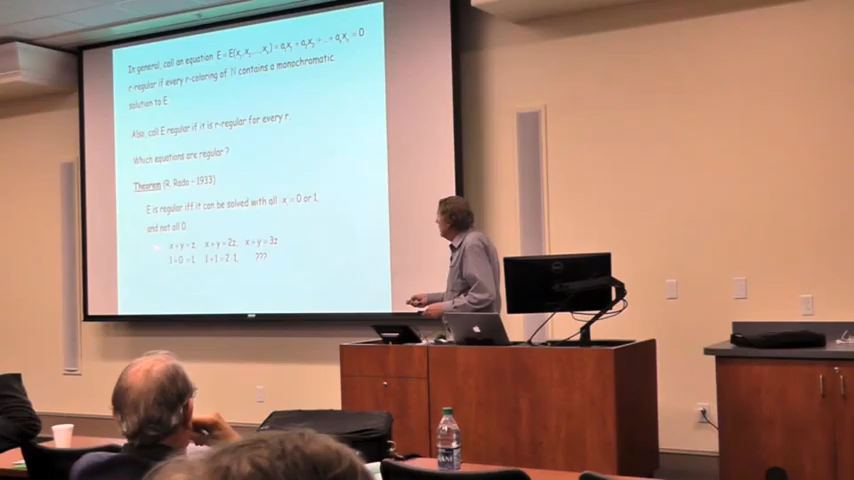 In general, call an equation E = E(x₁,x₂,...,xₙ) = a₁x₁ + a₂x₂ + ... + aₙxₙ = 0
r-regular if every r-coloring of ℕ contains a monochromatic
solution to E.
Also, call E regular if it is r-regular for every r.
Which equations are regular?
Theorem (R. Rado - 1933)
E is regular iff it can be solved with all xᵢ = 0 or 1,
and not all 0.
x+y=z, x+y=2z, x+y=3z
1+0=1, 1+1=2·1, ???
DELL